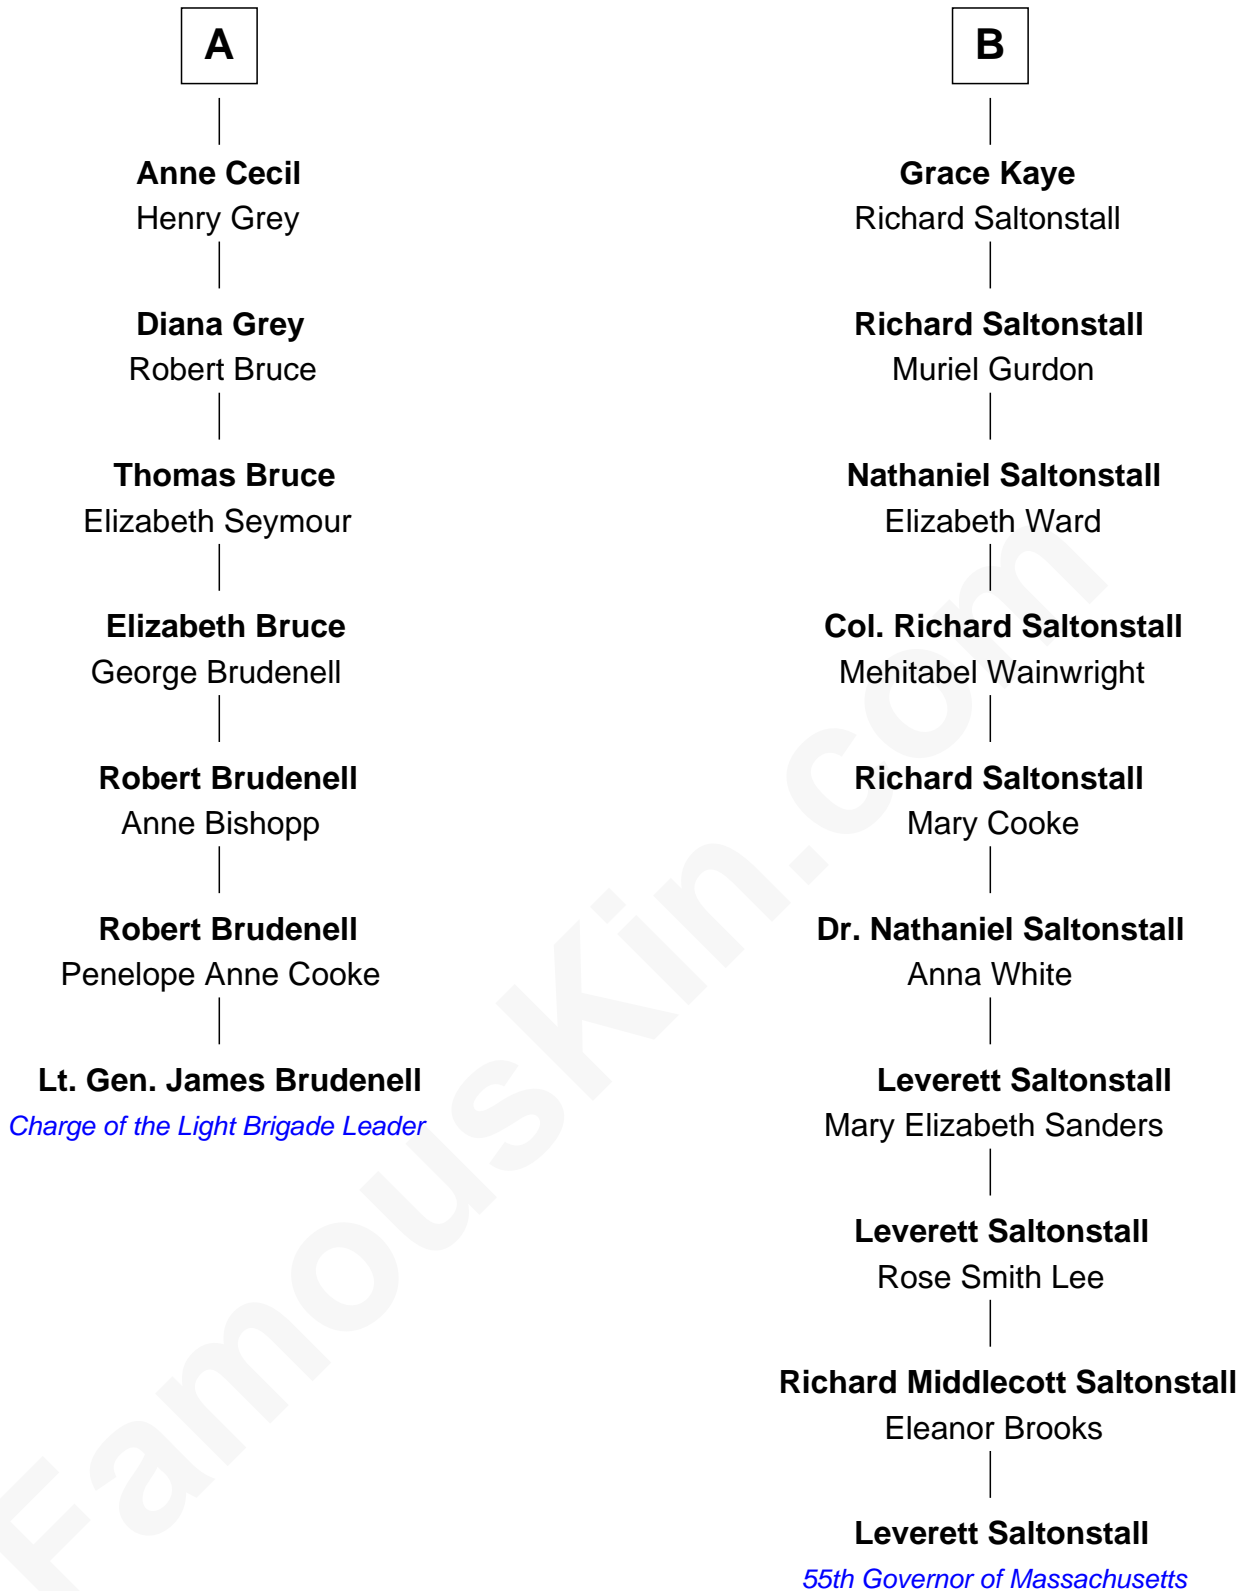 A
Anne Cecil
Henry Grey
Diana Grey
Robert Bruce
Thomas Bruce
Elizabeth Seymour
Elizabeth Bruce
George Brudenell
Robert Brudenell
Anne Bishopp
Robert Brudenell
Penelope Anne Cooke
Lt. Gen. James Brudenell
Charge of the Light Brigade Leader
B
Grace Kaye
Richard Saltonstall
Richard Saltonstall
Muriel Gurdon
Nathaniel Saltonstall
Elizabeth Ward
Col. Richard Saltonstall
Mehitabel Wainwright
Richard Saltonstall
Mary Cooke
Dr. Nathaniel Saltonstall
Anna White
Leverett Saltonstall
Mary Elizabeth Sanders
Leverett Saltonstall
Rose Smith Lee
Richard Middlecott Saltonstall
Eleanor Brooks
Leverett Saltonstall
55th Governor of Massachusetts
FamousKin.com